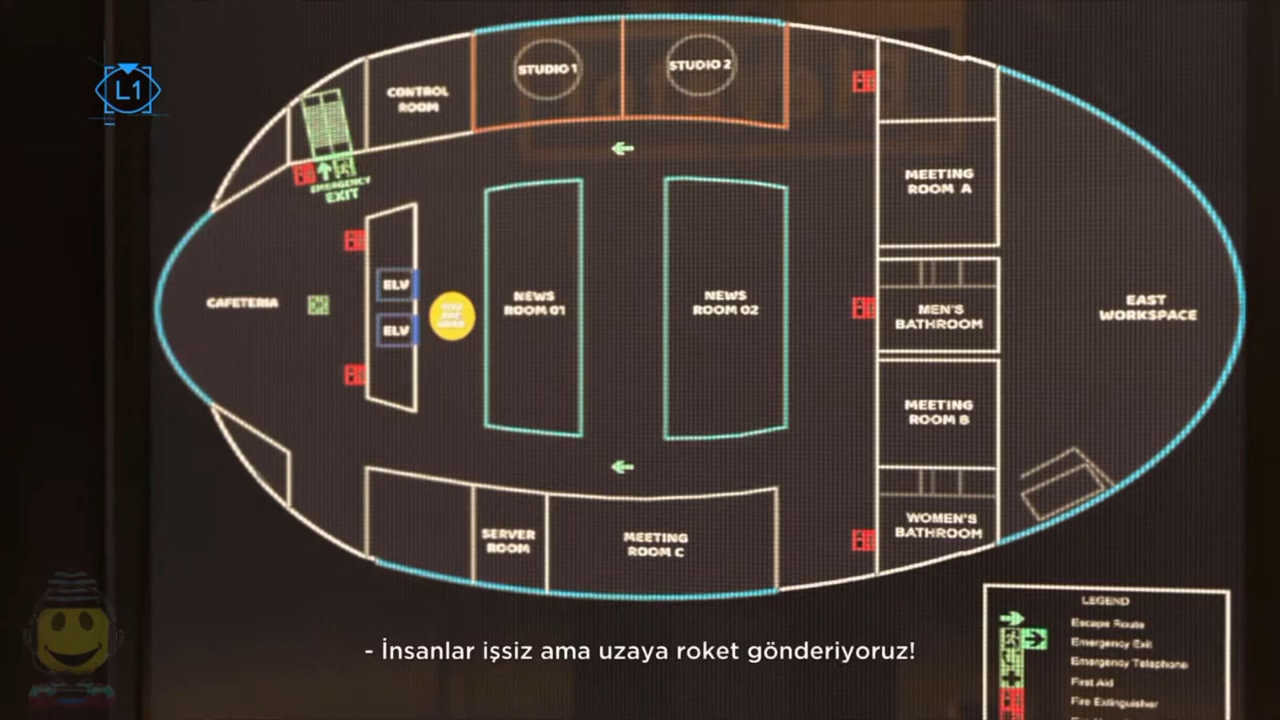 L1
STUDIO 1
STUDIO 2
CONTROL
ROOM
EMERGENCY
EXIT
MEETING
ROOM A
CAFETERIA
ELV
ELV
YOU
ARE
HERE
NEWS
ROOM 01
NEWS
ROOM 02
MEN'S
BATHROOM
EAST
WORKSPACE
MEETING
ROOM B
SERVER
ROOM
MEETING
ROOM C
WOMEN'S
BATHROOM
LEGEND
Escape Route
Emergency Exit
Emergency Telephone
First Aid
Fire Extinguisher
- İnsanlar işsiz ama uzaya roket gönderiyoruz!